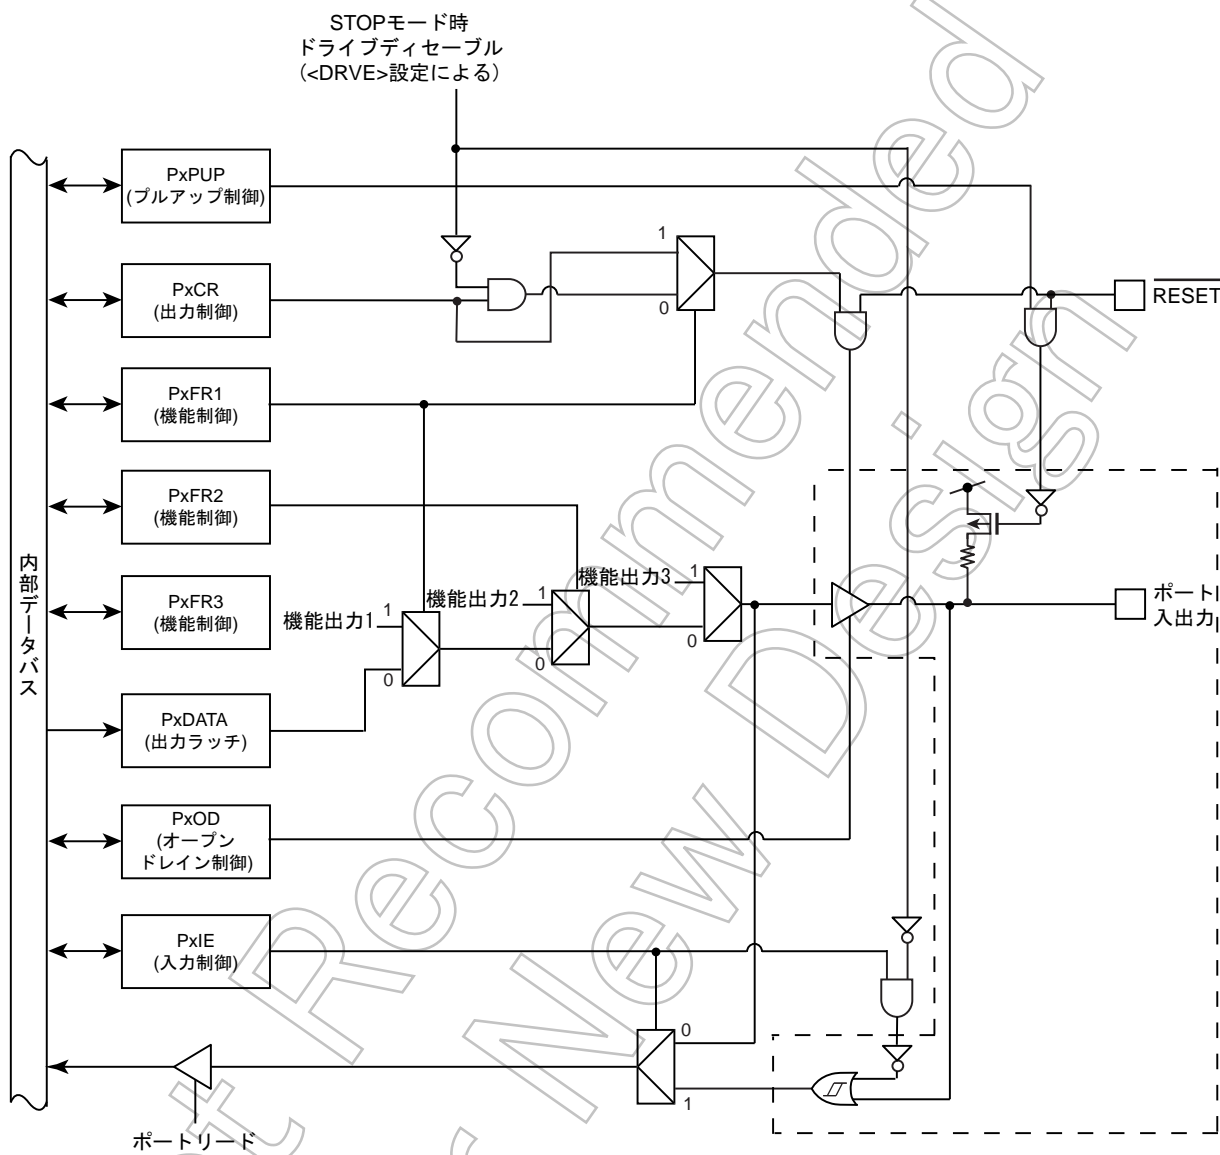 STOPモード時
ドライブディセーブル
(<DRVE>設定による)
PxPUP
(プルアップ制御)
1
PxCR
(出力制御)
0
RESET
PxFR1
(機能制御)
PxFR2
(機能制御)
内部データバス
PxFR3
(機能制御)
機能出力1
1
0
機能出力2
1
0
機能出力3
1
0
ポート
入出力
PxDATA
(出力ラッチ)
PxOD
(オープン
ドレイン制御)
PxIE
(入力制御)
0
1
ポートリード
t Recommended
New Design